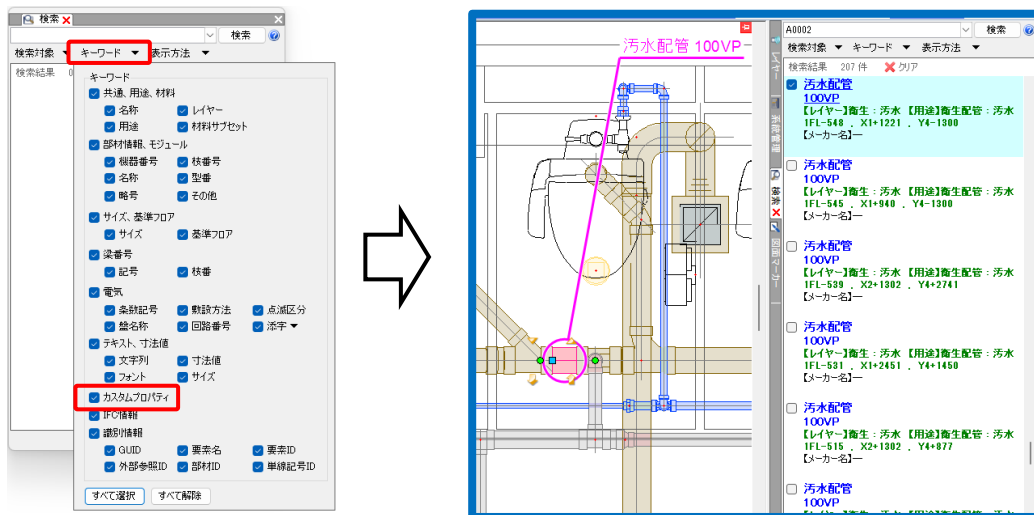 検索
検索
検索対象 ▼ キーワード ▼ 表示方法 ▼
検索結果 0
キーワード
共通、用途、材料
名称 レイヤー
用途 材料サブセット
部材情報、モジュール
機器番号 枝番号
名称 型番
略号 その他
サイズ、基準フロア
サイズ 基準フロア
梁番号
記号 枝番
電気
条数記号 敷設方法 点滅区分
盤名称 回路番号 添字 ▼
テキスト、寸法値
文字列 寸法値
フォント サイズ
カスタムプロパティ
IFC情報
識別情報
GUID 要素名 要素ID
外部参照ID 部材ID 単線記号ID
すべて選択 すべて解除
汚水配管 100VP
レイヤー
系統管理
検索
図面マーカー
A0002 検索
検索対象 ▼ キーワード ▼ 表示方法 ▼
検索結果 207 件 クリア
汚水配管
100VP
【レイヤー】衛生：汚水 【用途】衛生配管：汚水
1FL-548 , X1+1221 , Y4-1300
【メーカー名】―
汚水配管
100VP
【レイヤー】衛生：汚水 【用途】衛生配管：汚水
1FL-545 , X1+940 , Y4-1300
【メーカー名】―
汚水配管
100VP
【レイヤー】衛生：汚水 【用途】衛生配管：汚水
1FL-539 , X2+1302 , Y4+2741
【メーカー名】―
汚水配管
100VP
【レイヤー】衛生：汚水 【用途】衛生配管：汚水
1FL-531 , X1+2451 , Y4+1450
【メーカー名】―
汚水配管
100VP
【レイヤー】衛生：汚水 【用途】衛生配管：汚水
1FL-515 , X2+1302 , Y4+877
【メーカー名】―
汚水配管
100VP